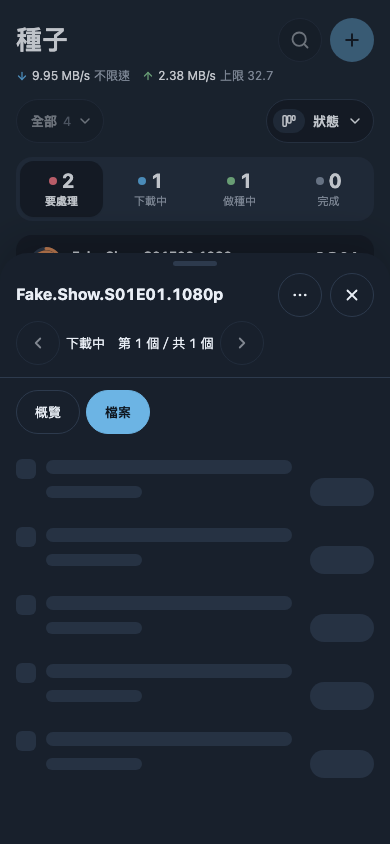 種子
↓ 9.95 MB/s 不限速 ↑ 2.38 MB/s 上限 32.7
全部 4
狀態
2 1 1 0
要處理 下載中 做種中 完成
Fake.Show.S01E01.1080p
下載中 第 1 個 / 共 1 個
概覽 檔案